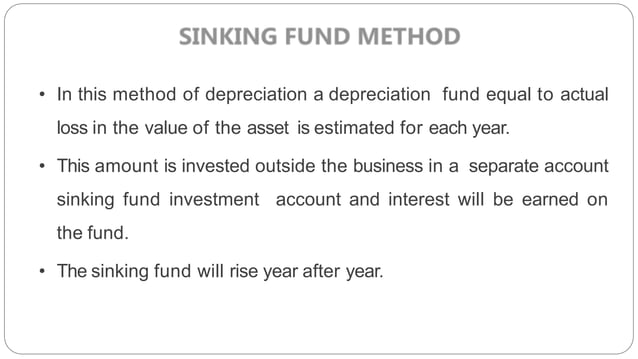 SINKING FUND METHOD
• In this method of depreciation a depreciation fund equal to actual
loss in the value of the asset is estimated for each year.
• This amount is invested outside the business in a separate account
sinking fund investment account and interest will be earned on
the fund.
• The sinking fund will rise year after year.